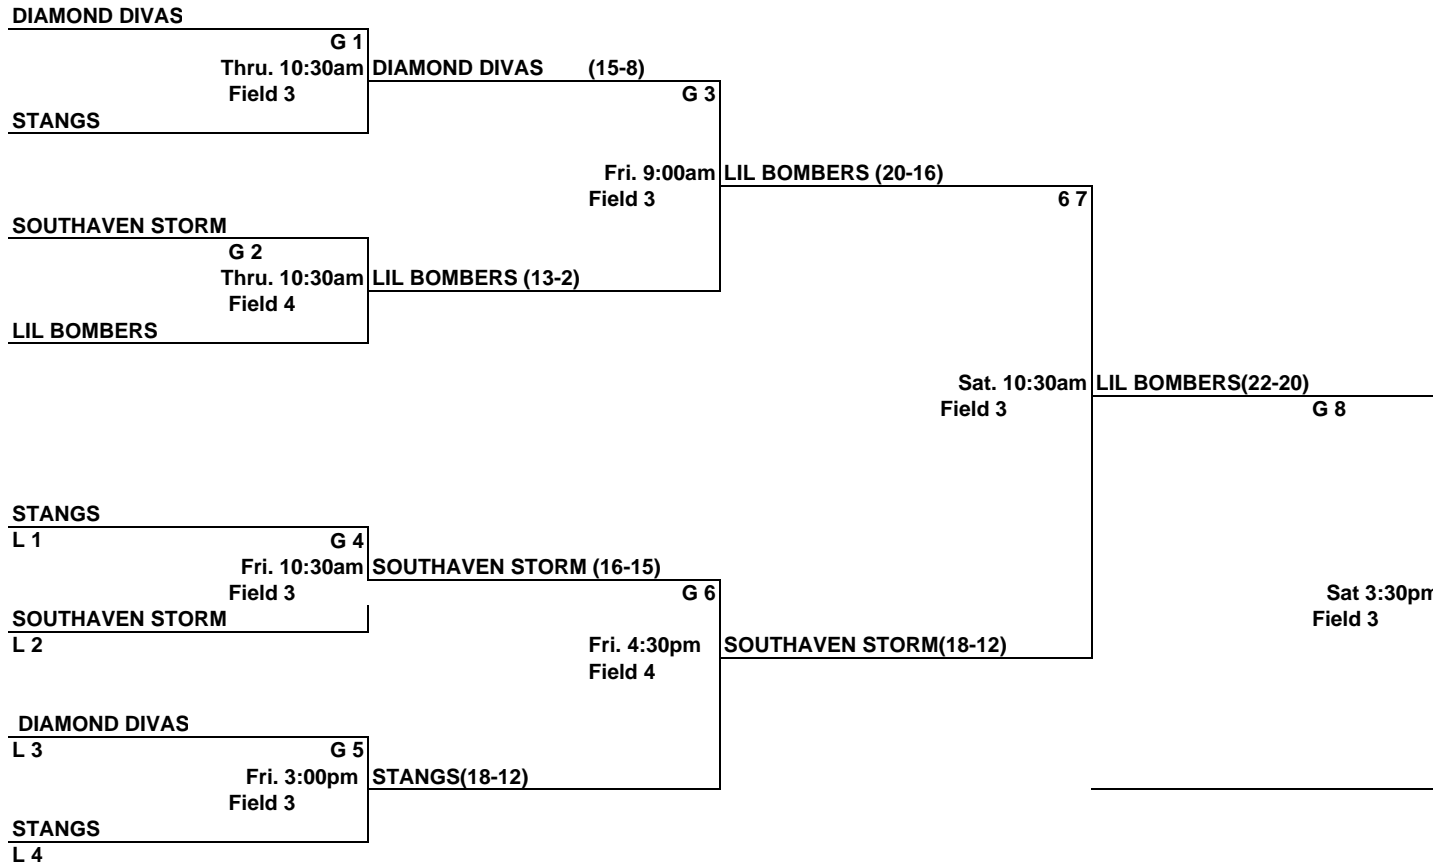 DIAMOND DIVAS
G 1
Thru. 10:30am DIAMOND DIVAS (15-8)
Field 3 G 3
STANGS
Fri. 9:00am LIL BOMBERS (20-16)
Field 3 6 7
SOUTHAVEN STORM
G 2
Thru. 10:30am LIL BOMBERS (13-2)
Field 4
LIL BOMBERS
Sat. 10:30am LIL BOMBERS(22-20)
Field 3 G 8
STANGS
L 1 G 4
Fri. 10:30am SOUTHAVEN STORM (16-15)
Field 3 G 6 Sat 3:30pm
SOUTHAVEN STORM Field 3
L 2 Fri. 4:30pm SOUTHAVEN STORM(18-12)
Field 4
DIAMOND DIVAS
L 3 G 5
Fri. 3:00pm STANGS(18-12)
Field 3
STANGS
L 4